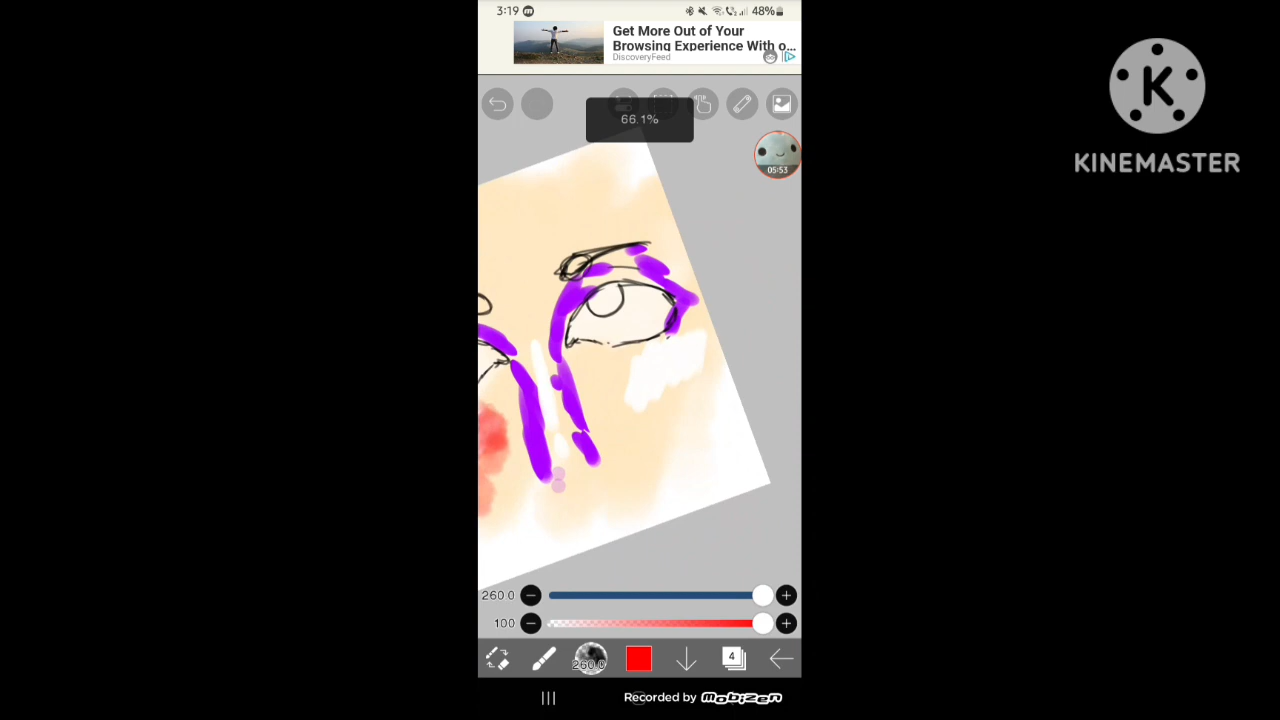 3:19
48%
Get More Out of Your
Browsing Experience With o...
DiscoveryFeed
66.1%
05:53
KINEMASTER
260.0
100
260.0
4
Recorded by MOBIZEN